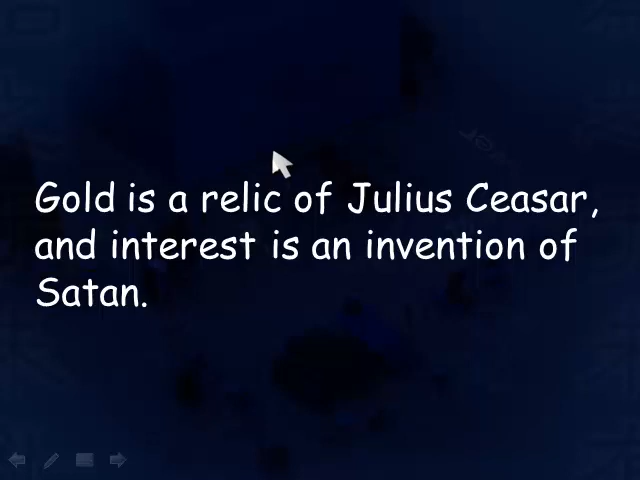 Gold is a relic of Julius Ceasar,
and interest is an invention of
Satan.